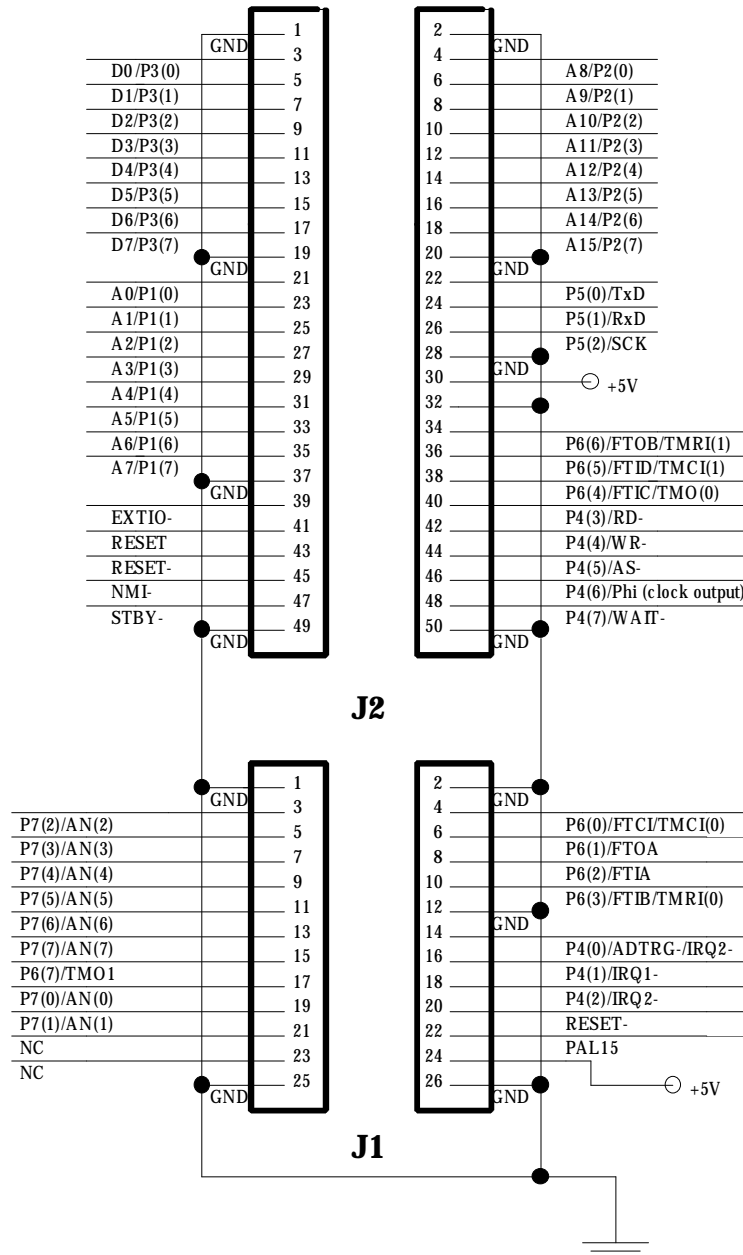 1 2
GND GND
3 4
D0/P3(0) A8/P2(0)
5 6
D1/P3(1) A9/P2(1)
7 8
D2/P3(2) A10/P2(2)
9 10
D3/P3(3) A11/P2(3)
11 12
D4/P3(4) A12/P2(4)
13 14
D5/P3(5) A13/P2(5)
15 16
D6/P3(6) A14/P2(6)
17 18
D7/P3(7) A15/P2(7)
19 20
GND GND
21 22
A0/P1(0) P5(0)/TxD
23 24
A1/P1(1) P5(1)/RxD
25 26
A2/P1(2) P5(2)/SCK
27 28
A3/P1(3) GND
29 30 +5V
A4/P1(4)
31 32
A5/P1(5)
33 34
A6/P1(6) P6(6)/FTOB/TMRI(1)
35 36
A7/P1(7) P6(5)/FTID/TMCI(1)
37 38
GND P6(4)/FTIC/TMO(0)
39 40
EXTIO- P4(3)/RD-
41 42
RESET P4(4)/WR-
43 44
RESET- P4(5)/AS-
45 46
NMI- P4(6)/Phi (clock output)
47 48
STBY- P4(7)/WAIT-
49 50
GND GND
J2
1 2
GND GND
3 4
P7(2)/AN(2) P6(0)/FTCI/TMCI(0)
5 6
P7(3)/AN(3) P6(1)/FTOA
7 8
P7(4)/AN(4) P6(2)/FTIA
9 10
P7(5)/AN(5) P6(3)/FTIB/TMRI(0)
11 12
P7(6)/AN(6) GND
13 14
P7(7)/AN(7) P4(0)/ADTRG-/IRQ2-
15 16
P6(7)/TMO1 P4(1)/IRQ1-
17 18
P7(0)/AN(0) P4(2)/IRQ2-
19 20
P7(1)/AN(1) RESET-
21 22
NC PAL15
23 24
NC
25 26 +5V
GND GND
J1